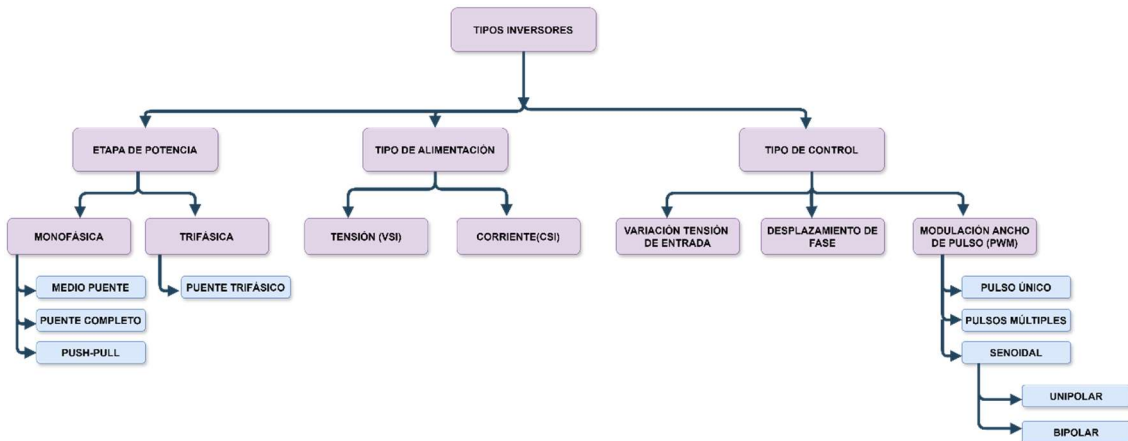 TIPOS INVERSORES
ETAPA DE POTENCIA
TIPO DE ALIMENTACIÓN
TIPO DE CONTROL
MONOFÁSICA
TRIFÁSICA
TENSIÓN (VSI)
CORRIENTE(CSI)
VARIACIÓN TENSIÓN
DE ENTRADA
DESPLAZAMIENTO DE
FASE
MODULACIÓN ANCHO
DE PULSO (PWM)
MEDIO PUENTE
PUENTE COMPLETO
PUSH-PULL
PUENTE TRIFÁSICO
PULSO ÚNICO
PULSOS MÚLTIPLES
SENOIDAL
UNIPOLAR
BIPOLAR